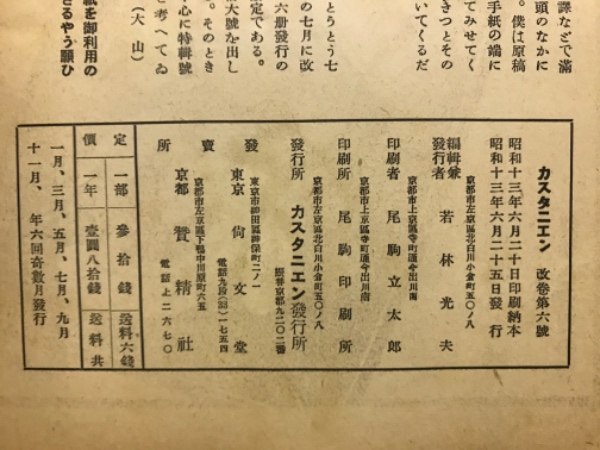 譯などで滿
頭のなかに
に。僕は原稿
手紙の端に
てみせてく
きつとその
いてくるだ
とうとう七
の七月に改
六册發行の
定である。
大號を出し
。そのとき
心に特輯號
と考へてゐ
(大山)
紙を御利用の
きるやう願ひ
カスタニエン 改卷第六號
昭和十三年六月二十日印刷納本
昭和十三年六月二十五日發行
京都市左京區北白川小倉町五〇ノ八
編輯兼發行者 若林光夫
京都市上京區寺町通今出川南
印刷者 尾駒立太郎
京都市上京區寺町通今出川南
印刷所 尾駒印刷所
京都市左京區北白川小倉町五〇ノ八
發行所 カスタニエン發行所
振替京都九二〇二番
發賣所
東京市神田區神保町二ノ一
東京 尙文堂
電話九段(33)一七五四
京都市左京區下鴨中川原町六五
京都 贊精社
電話上二六七〇
定價
一部 參拾錢 送料六錢
一年 壹圓八拾錢 送料共
一月、三月、五月、七月、九月
十一月、 年六回奇數月發行